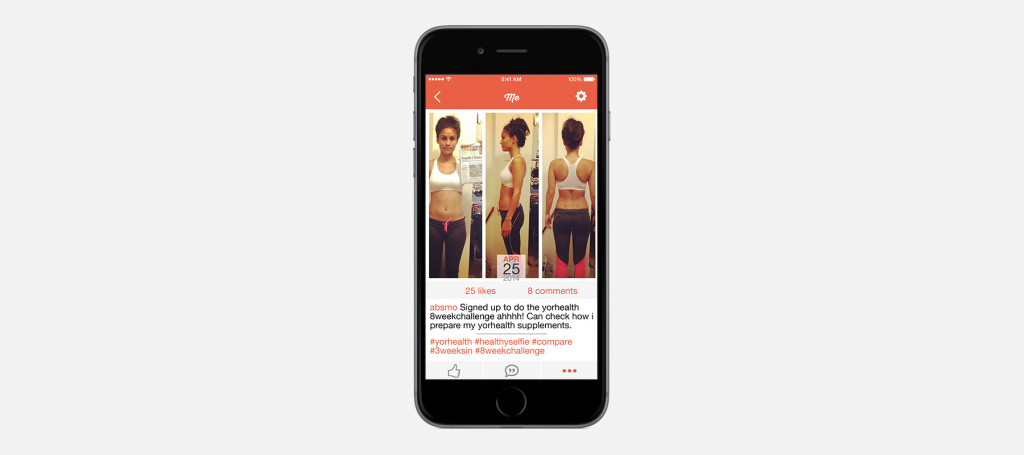 9:41 AM
100%
Me
APR
25
2014
25 likes
8 comments
absmo Signed up to do the yorhealth
8weekchallenge ahhhh! Can check how i
prepare my yorhealth supplements.
#yorhealth #healthyselfie #compare
#3weeksin #8weekchallenge